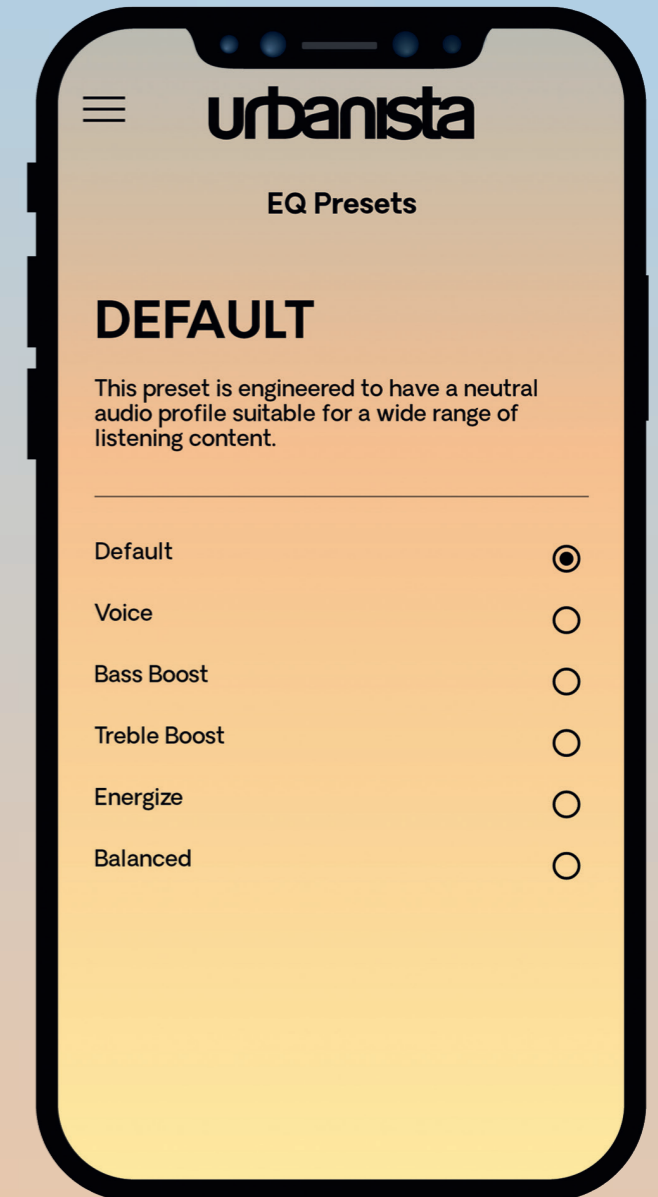 urbanista
EQ Presets
DEFAULT
This preset is engineered to have a neutral
audio profile suitable for a wide range of
listening content.
Default
Voice
Bass Boost
Treble Boost
Energize
Balanced